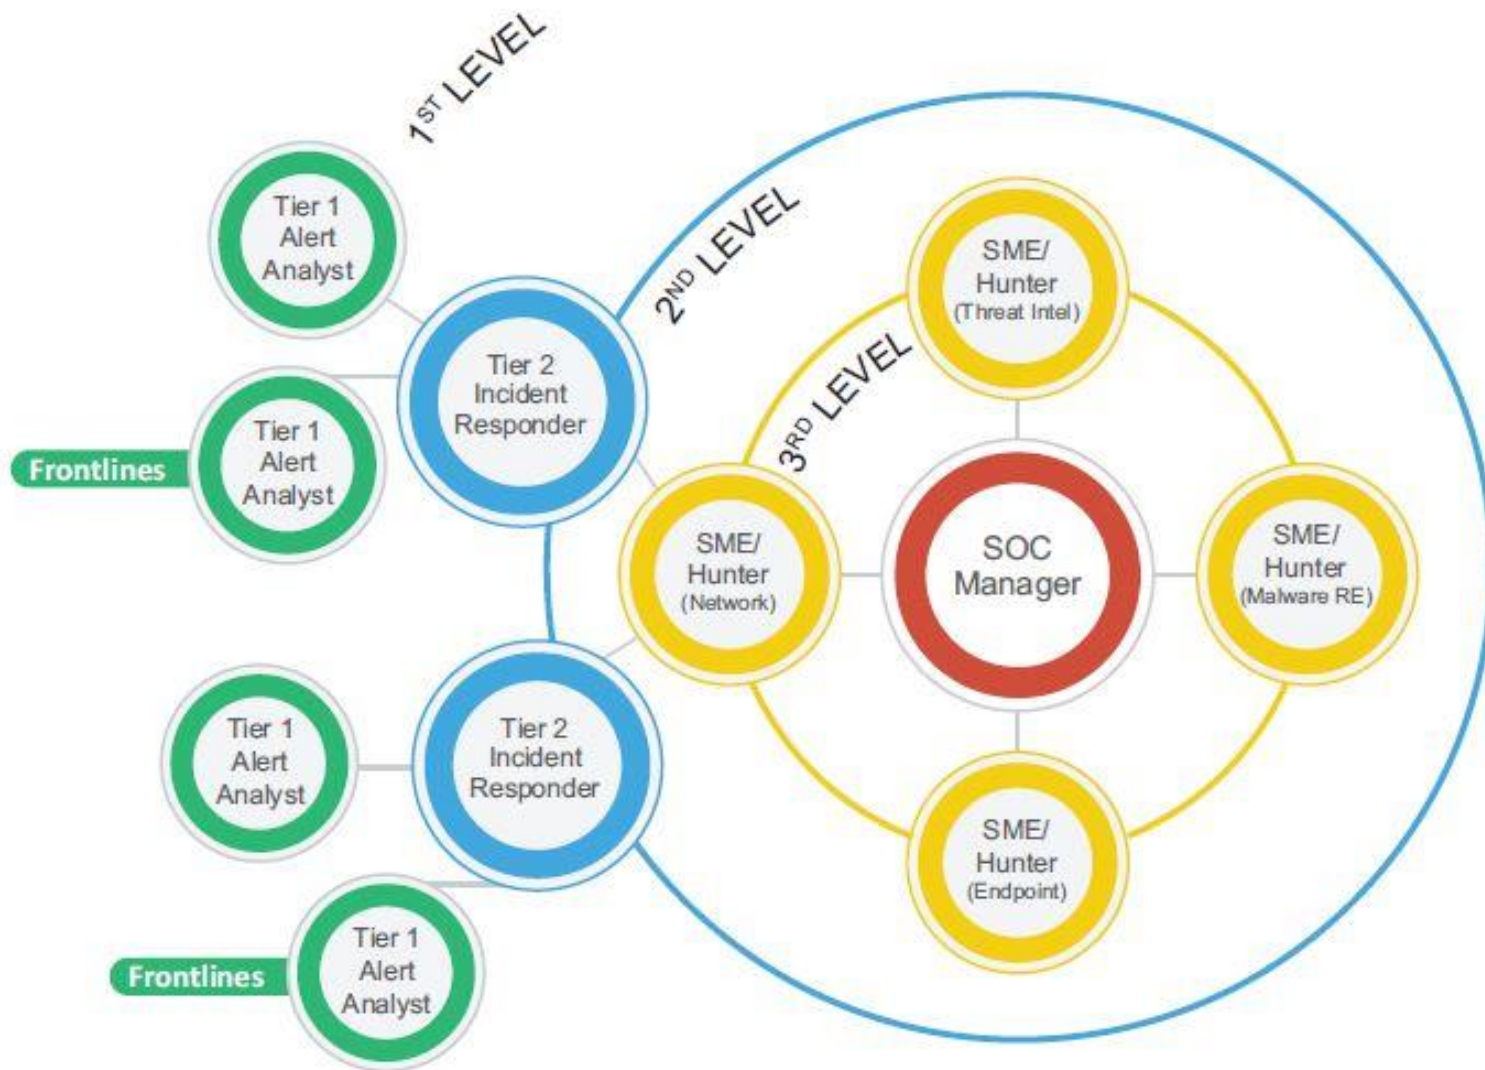 1ST LEVEL
2ND LEVEL
3RD LEVEL
Tier 1
Alert
Analyst
Tier 1
Alert
Analyst
Frontlines
Tier 2
Incident
Responder
Tier 1
Alert
Analyst
Tier 1
Alert
Analyst
Frontlines
Tier 2
Incident
Responder
SME/
Hunter
(Threat Intel)
SME/
Hunter
(Network)
SOC
Manager
SME/
Hunter
(Malware RE)
SME/
Hunter
(Endpoint)